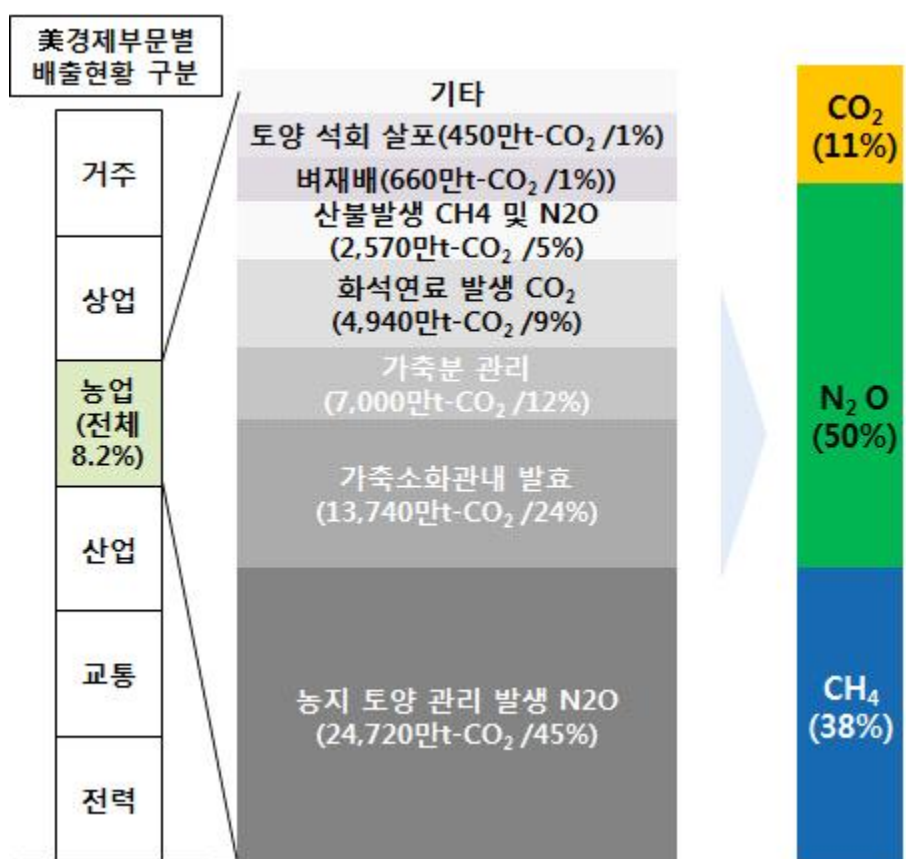 美경제부문별
배출현황 구분
거주
상업
농업
(전체
8.2%)
산업
교통
전력
기타
토양 석회 살포(450만t-CO₂ /1%)
벼재배(660만t-CO₂ /1%))
산불발생 CH4 및 N2O
(2,570만t-CO₂ /5%)
화석연료 발생 CO₂
(4,940만t-CO₂ /9%)
가축분 관리
(7,000만t-CO₂ /12%)
가축소화관내 발효
(13,740만t-CO₂ /24%)
농지 토양 관리 발생 N2O
(24,720만t-CO₂ /45%)
CO₂
(11%)
N₂ O
(50%)
CH₄
(38%)